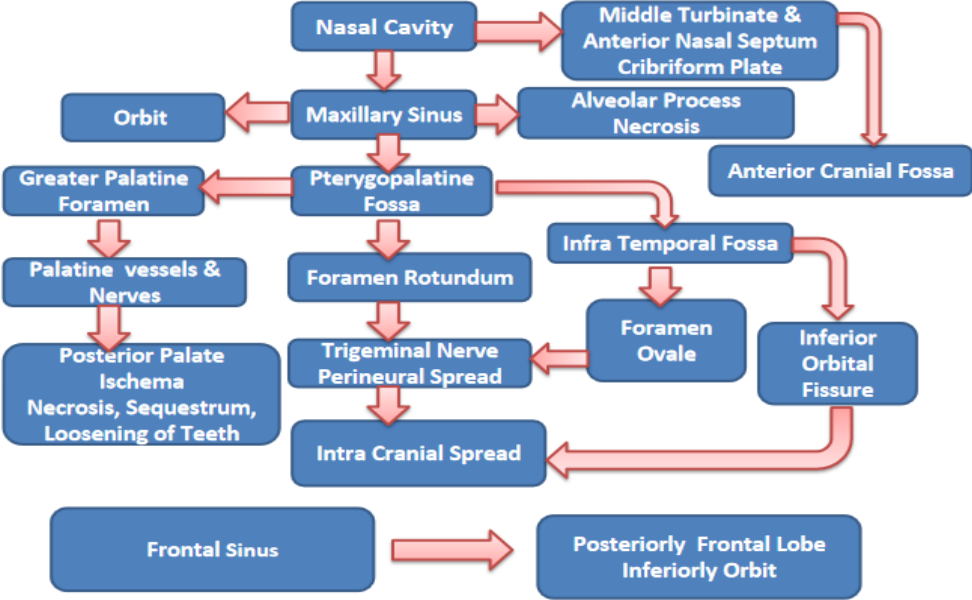 Nasal Cavity
Middle Turbinate &
Anterior Nasal Septum
Cribriform Plate
Orbit
Maxillary Sinus
Alveolar Process
Necrosis
Anterior Cranial Fossa
Greater Palatine
Foramen
Pterygopalatine
Fossa
Infra Temporal Fossa
Palatine vessels &
Nerves
Foramen Rotundum
Foramen
Ovale
Inferior
Orbital
Fissure
Posterior Palate
Ischema
Necrosis, Sequestrum,
Loosening of Teeth
Trigeminal Nerve
Perineural Spread
Intra Cranial Spread
Frontal Sinus
Posteriorly Frontal Lobe
Inferiorly Orbit